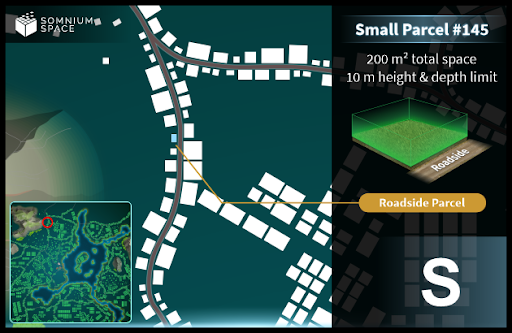 SOMNIUM
SPACE
Small Parcel #145
200 m² total space
10 m height & depth limit
Roadside
Roadside Parcel
S